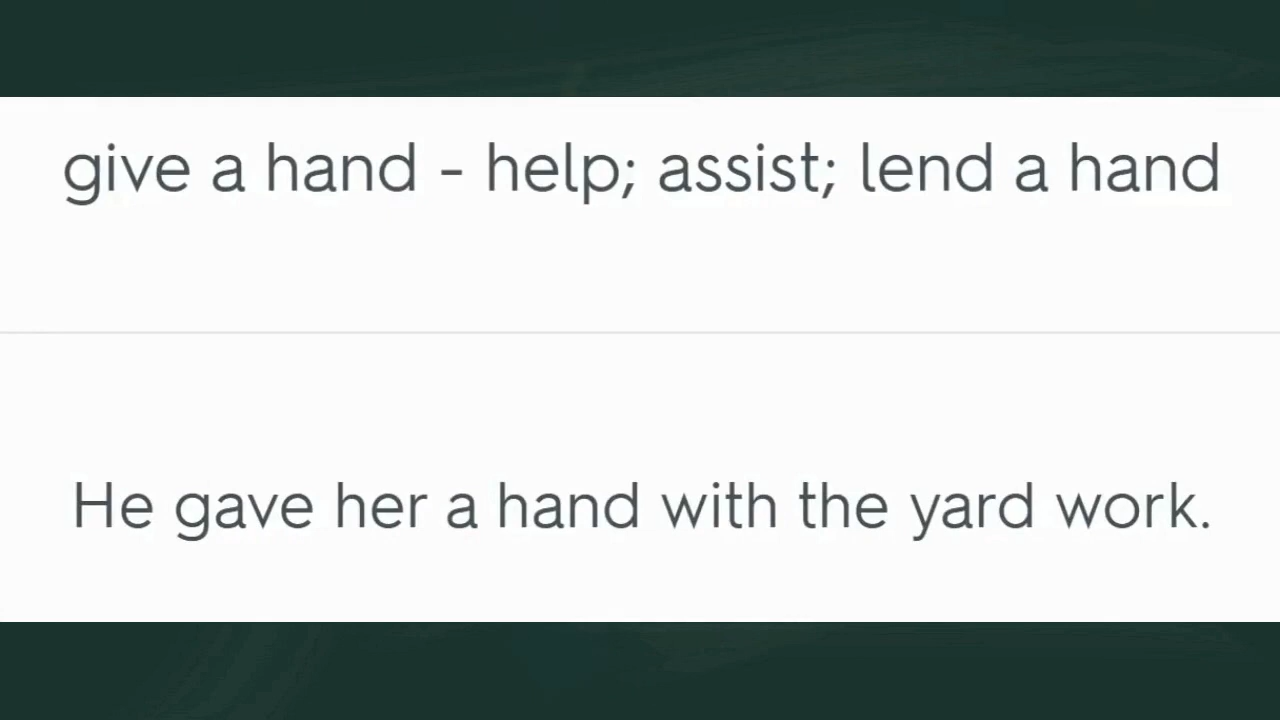 give a hand - help; assist; lend a hand
He gave her a hand with the yard work.